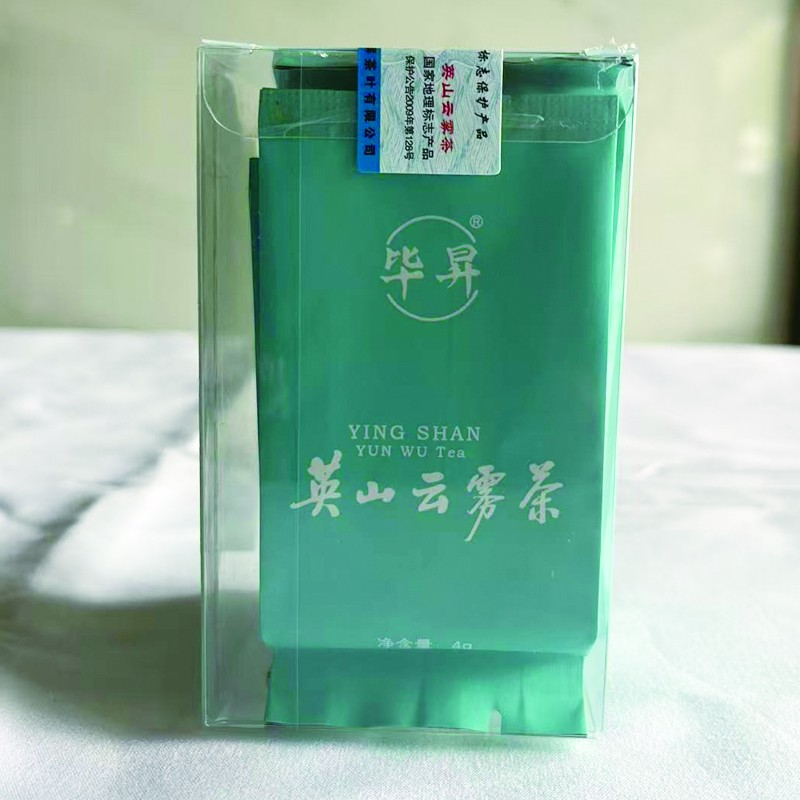 标志保护产品
英山云雾茶
国家地理标志产品
保护公告2009年第128号
茶叶有限公司
毕昇®
YING SHAN
YUN WU Tea
英山云雾茶
净含量: 4g